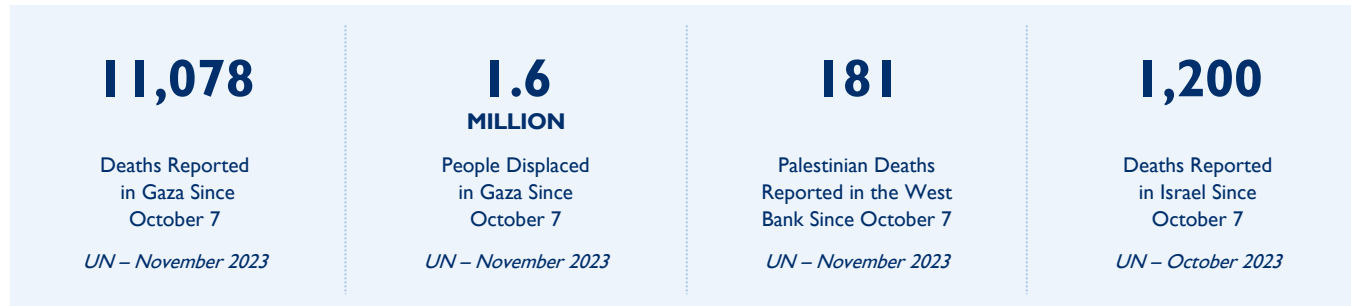 11,078
Deaths Reported
in Gaza Since
October 7
UN – November 2023
1.6
MILLION
People Displaced
in Gaza Since
October 7
UN – November 2023
181
Palestinian Deaths
Reported in the West
Bank Since October 7
UN – November 2023
1,200
Deaths Reported
in Israel Since
October 7
UN – October 2023